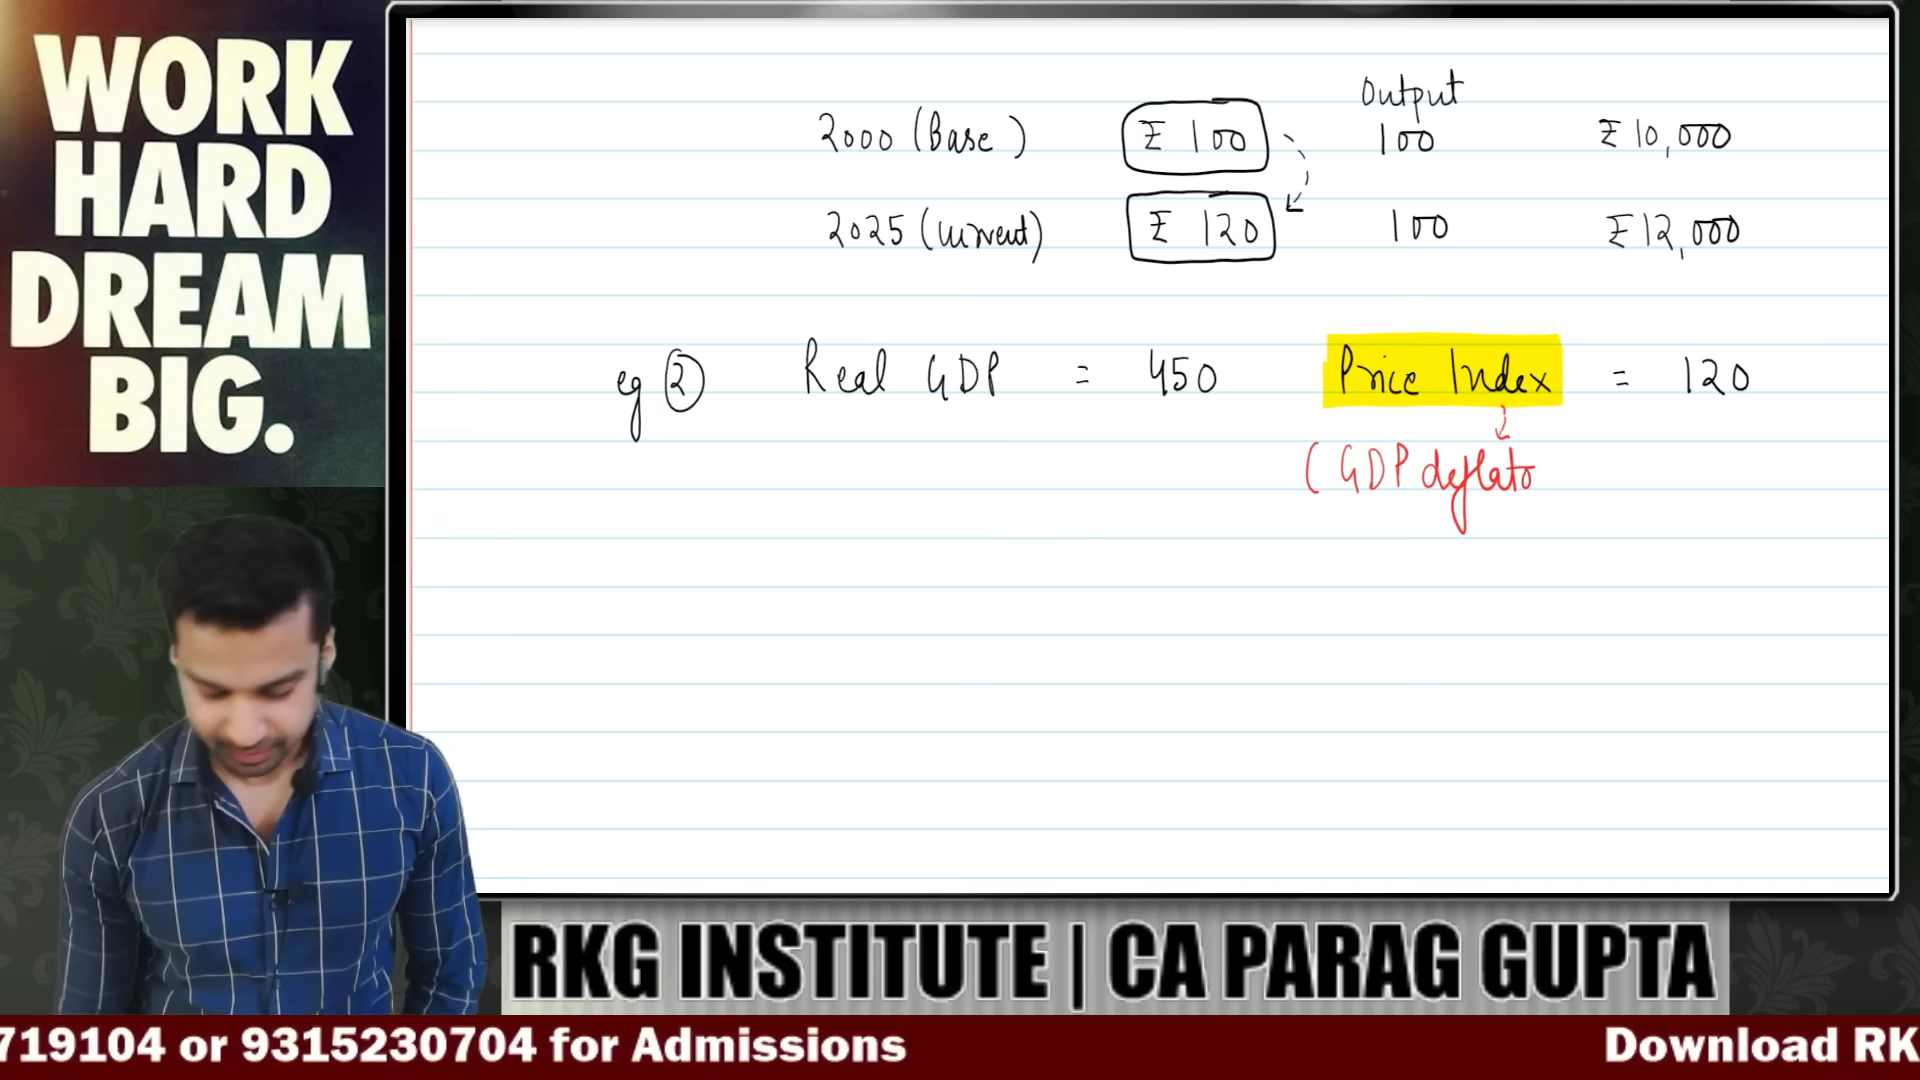 WORK
HARD
DREAM
BIG.
Output
2000 (Base) ₹ 100 100 ₹ 10,000
2025 (Current) ₹ 120 100 ₹ 12,000
eg ② Real GDP = 450 Price Index = 120
(GDP deflato
RKG INSTITUTE | CA PARAG GUPTA
719104 or 9315230704 for Admissions Download RK